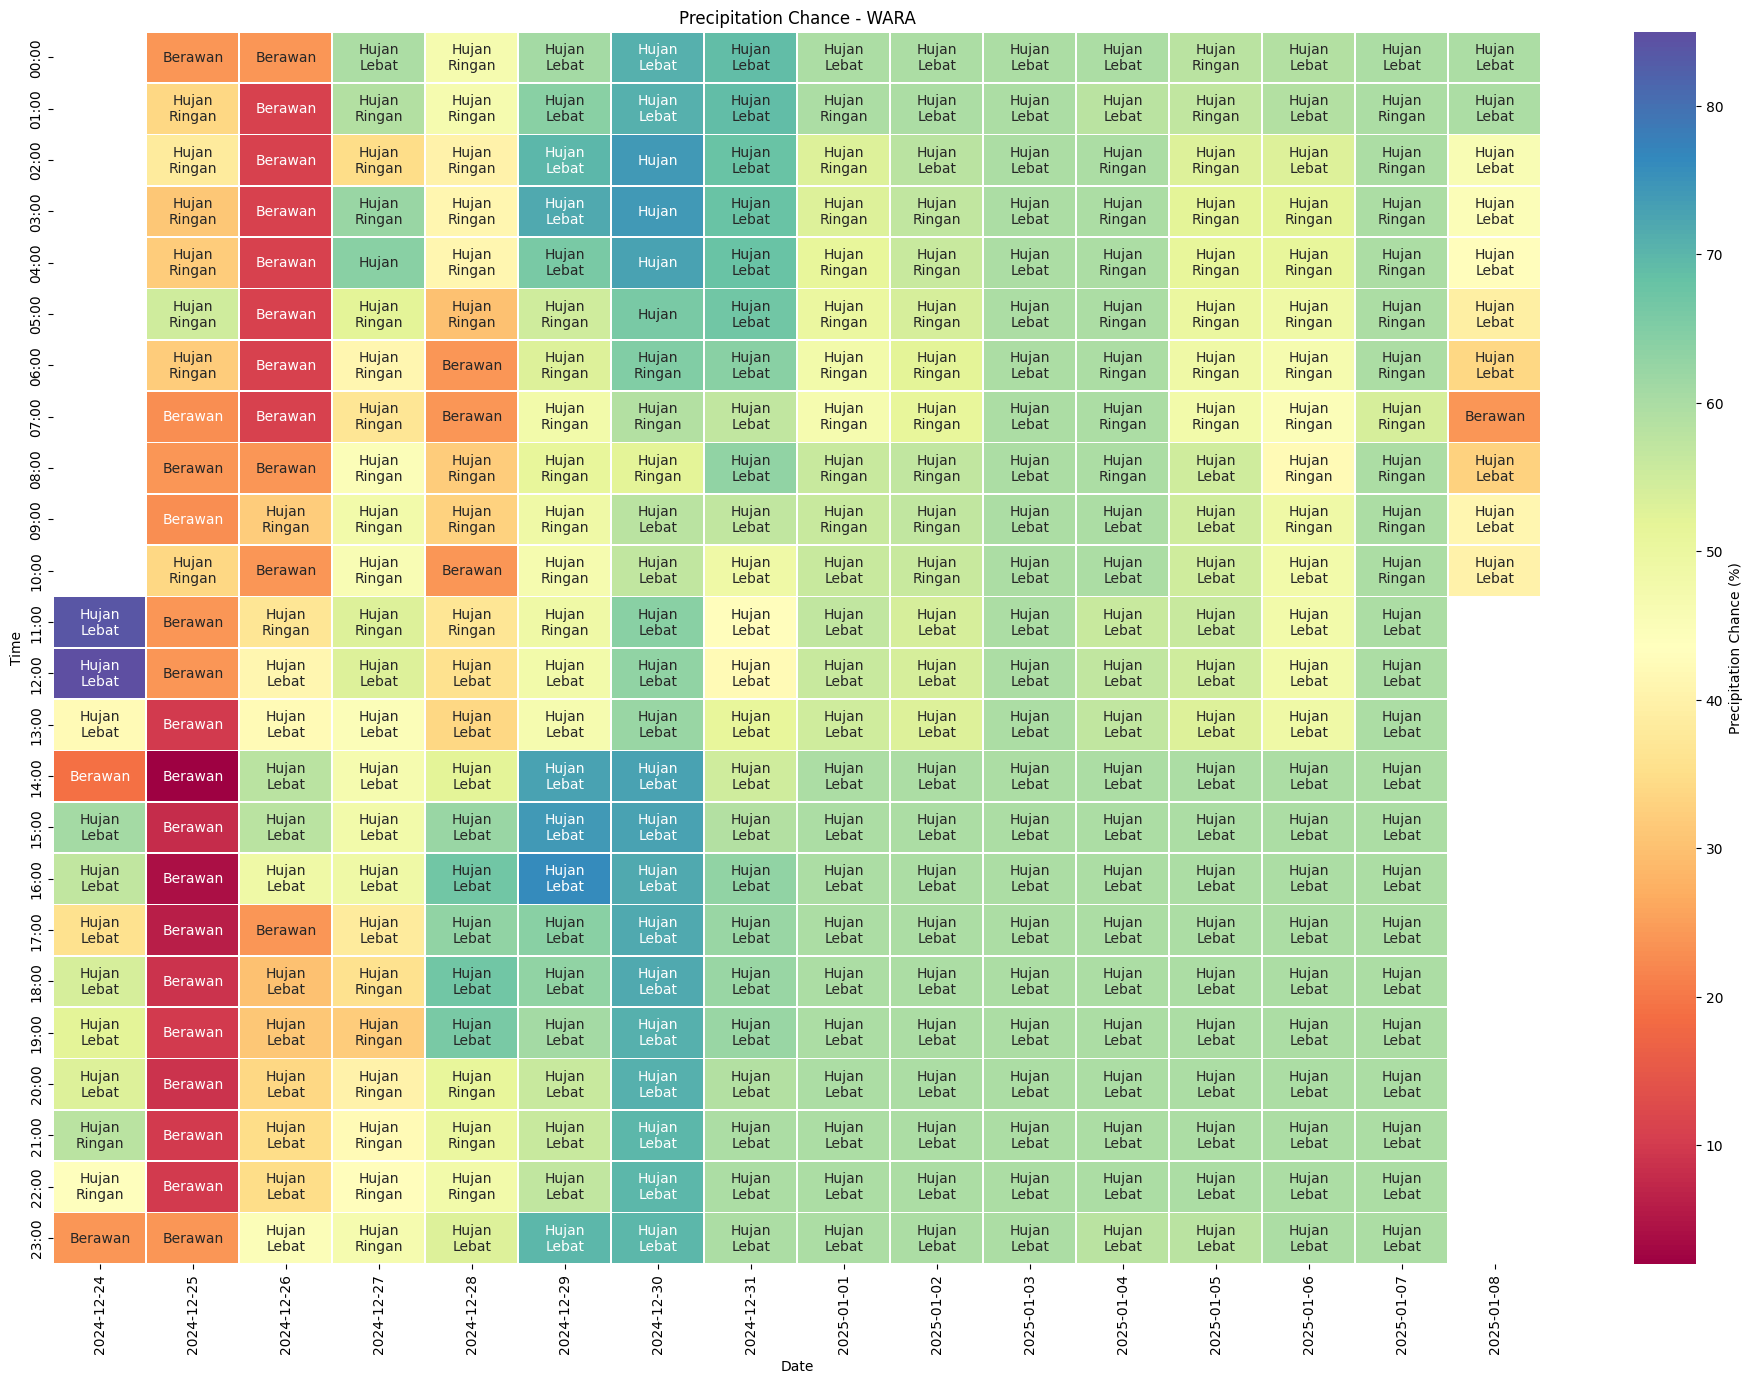 Precipitation Chance - WARA
00:00 Berawan Berawan Hujan Lebat Hujan Ringan Hujan Lebat Hujan Lebat Hujan Lebat Hujan Lebat Hujan Lebat Hujan Lebat Hujan Lebat Hujan Ringan Hujan Lebat Hujan Lebat Hujan Lebat
01:00 Hujan Ringan Berawan Hujan Ringan Hujan Ringan Hujan Lebat Hujan Lebat Hujan Lebat Hujan Ringan Hujan Lebat Hujan Lebat Hujan Lebat Hujan Ringan Hujan Lebat Hujan Ringan Hujan Lebat
02:00 Hujan Ringan Berawan Hujan Ringan Hujan Ringan Hujan Lebat Hujan Hujan Lebat Hujan Ringan Hujan Lebat Hujan Lebat Hujan Ringan Hujan Ringan Hujan Lebat Hujan Ringan Hujan Lebat
03:00 Hujan Ringan Berawan Hujan Ringan Hujan Ringan Hujan Lebat Hujan Hujan Lebat Hujan Ringan Hujan Ringan Hujan Lebat Hujan Ringan Hujan Ringan Hujan Ringan Hujan Ringan Hujan Lebat
04:00 Hujan Ringan Berawan Hujan Hujan Ringan Hujan Lebat Hujan Hujan Lebat Hujan Ringan Hujan Ringan Hujan Lebat Hujan Ringan Hujan Ringan Hujan Ringan Hujan Ringan Hujan Lebat
05:00 Hujan Ringan Berawan Hujan Ringan Hujan Ringan Hujan Ringan Hujan Hujan Lebat Hujan Ringan Hujan Ringan Hujan Lebat Hujan Ringan Hujan Ringan Hujan Ringan Hujan Ringan Hujan Lebat
06:00 Hujan Ringan Berawan Hujan Ringan Berawan Hujan Ringan Hujan Ringan Hujan Lebat Hujan Ringan Hujan Ringan Hujan Lebat Hujan Ringan Hujan Ringan Hujan Ringan Hujan Ringan Hujan Lebat
07:00 Berawan Berawan Hujan Ringan Berawan Hujan Ringan Hujan Ringan Hujan Lebat Hujan Ringan Hujan Ringan Hujan Lebat Hujan Ringan Hujan Ringan Hujan Ringan Hujan Ringan Berawan
08:00 Berawan Berawan Hujan Ringan Hujan Ringan Hujan Ringan Hujan Ringan Hujan Lebat Hujan Ringan Hujan Ringan Hujan Lebat Hujan Ringan Hujan Lebat Hujan Ringan Hujan Ringan Hujan Lebat
09:00 Berawan Hujan Ringan Hujan Ringan Hujan Ringan Hujan Ringan Hujan Lebat Hujan Lebat Hujan Ringan Hujan Ringan Hujan Lebat Hujan Lebat Hujan Lebat Hujan Ringan Hujan Ringan Hujan Lebat
10:00 Hujan Ringan Berawan Hujan Ringan Berawan Hujan Ringan Hujan Lebat Hujan Lebat Hujan Lebat Hujan Ringan Hujan Lebat Hujan Lebat Hujan Lebat Hujan Lebat Hujan Ringan Hujan Lebat
11:00 Hujan Lebat Berawan Hujan Ringan Hujan Ringan Hujan Ringan Hujan Ringan Hujan Lebat Hujan Lebat Hujan Lebat Hujan Lebat Hujan Lebat Hujan Lebat Hujan Lebat Hujan Lebat Hujan Lebat
12:00 Hujan Lebat Berawan Hujan Lebat Hujan Lebat Hujan Lebat Hujan Lebat Hujan Lebat Hujan Lebat Hujan Lebat Hujan Lebat Hujan Lebat Hujan Lebat Hujan Lebat Hujan Lebat Hujan Lebat
13:00 Hujan Lebat Berawan Hujan Lebat Hujan Lebat Hujan Lebat Hujan Lebat Hujan Lebat Hujan Lebat Hujan Lebat Hujan Lebat Hujan Lebat Hujan Lebat Hujan Lebat Hujan Lebat Hujan Lebat
14:00 Berawan Berawan Hujan Lebat Hujan Lebat Hujan Lebat Hujan Lebat Hujan Lebat Hujan Lebat Hujan Lebat Hujan Lebat Hujan Lebat Hujan Lebat Hujan Lebat Hujan Lebat Hujan Lebat
15:00 Hujan Lebat Berawan Hujan Lebat Hujan Lebat Hujan Lebat Hujan Lebat Hujan Lebat Hujan Lebat Hujan Lebat Hujan Lebat Hujan Lebat Hujan Lebat Hujan Lebat Hujan Lebat Hujan Lebat
16:00 Hujan Lebat Berawan Hujan Lebat Hujan Lebat Hujan Lebat Hujan Lebat Hujan Lebat Hujan Lebat Hujan Lebat Hujan Lebat Hujan Lebat Hujan Lebat Hujan Lebat Hujan Lebat Hujan Lebat
17:00 Hujan Lebat Berawan Berawan Hujan Lebat Hujan Lebat Hujan Lebat Hujan Lebat Hujan Lebat Hujan Lebat Hujan Lebat Hujan Lebat Hujan Lebat Hujan Lebat Hujan Lebat Hujan Lebat
18:00 Hujan Lebat Berawan Hujan Lebat Hujan Ringan Hujan Lebat Hujan Lebat Hujan Lebat Hujan Lebat Hujan Lebat Hujan Lebat Hujan Lebat Hujan Lebat Hujan Lebat Hujan Lebat Hujan Lebat
19:00 Hujan Lebat Berawan Hujan Lebat Hujan Ringan Hujan Lebat Hujan Lebat Hujan Lebat Hujan Lebat Hujan Lebat Hujan Lebat Hujan Lebat Hujan Lebat Hujan Lebat Hujan Lebat Hujan Lebat
20:00 Hujan Lebat Berawan Hujan Lebat Hujan Ringan Hujan Ringan Hujan Lebat Hujan Lebat Hujan Lebat Hujan Lebat Hujan Lebat Hujan Lebat Hujan Lebat Hujan Lebat Hujan Lebat Hujan Lebat
21:00 Hujan Ringan Berawan Hujan Lebat Hujan Ringan Hujan Ringan Hujan Lebat Hujan Lebat Hujan Lebat Hujan Lebat Hujan Lebat Hujan Lebat Hujan Lebat Hujan Lebat Hujan Lebat Hujan Lebat
22:00 Hujan Ringan Berawan Hujan Lebat Hujan Ringan Hujan Ringan Hujan Lebat Hujan Lebat Hujan Lebat Hujan Lebat Hujan Lebat Hujan Lebat Hujan Lebat Hujan Lebat Hujan Lebat Hujan Lebat
23:00 Berawan Berawan Hujan Lebat Hujan Ringan Hujan Lebat Hujan Lebat Hujan Lebat Hujan Lebat Hujan Lebat Hujan Lebat Hujan Lebat Hujan Lebat Hujan Lebat Hujan Lebat Hujan Lebat
Time
2024-12-24 2024-12-25 2024-12-26 2024-12-27 2024-12-28 2024-12-29 2024-12-30 2024-12-31 2025-01-01 2025-01-02 2025-01-03 2025-01-04 2025-01-05 2025-01-06 2025-01-07 2025-01-08
Date
80
70
60
50
40
30
20
10
Precipitation Chance (%)